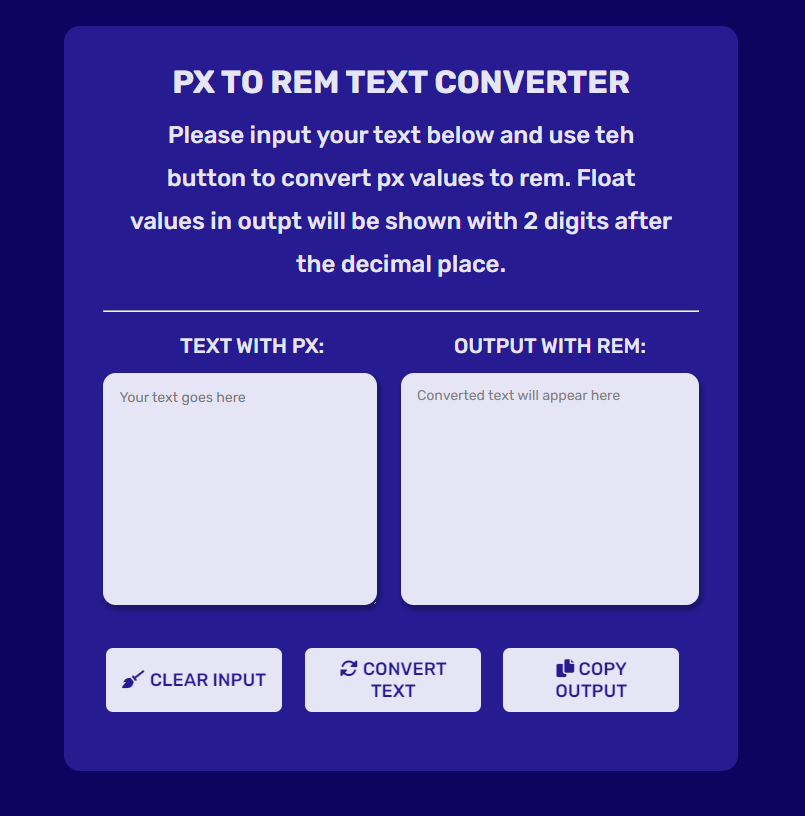 PX TO REM TEXT CONVERTER
Please input your text below and use teh
button to convert px values to rem. Float
values in outpt will be shown with 2 digits after
the decimal place.
TEXT WITH PX:
OUTPUT WITH REM:
Your text goes here
Converted text will appear here
CLEAR INPUT
CONVERT
TEXT
COPY
OUTPUT